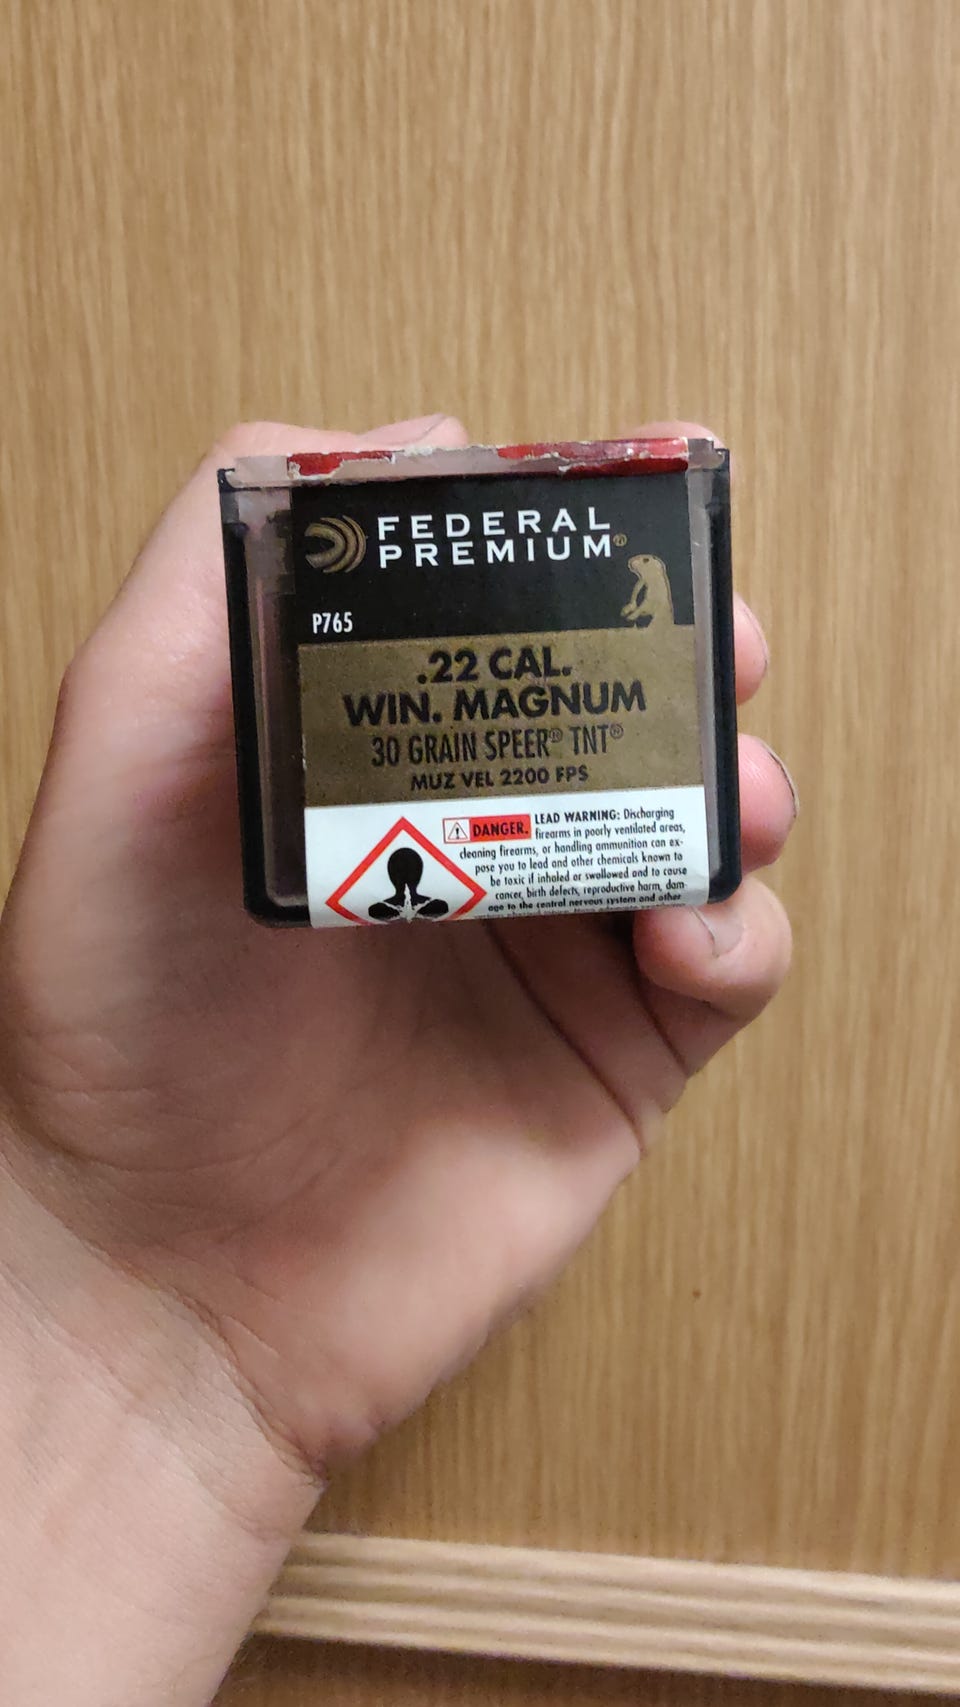 FEDERAL
PREMIUM®
P765
.22 CAL.
WIN. MAGNUM
30 GRAIN SPEER® TNT®
MUZ VEL 2200 FPS
DANGER.
LEAD WARNING: Discharging
firearms in poorly ventilated areas,
cleaning firearms, or handling ammunition can ex-
pose you to lead and other chemicals known to
be toxic if inhaled or swallowed and to cause
cancer, birth defects, reproductive harm, dam-
age to the central nervous system and other